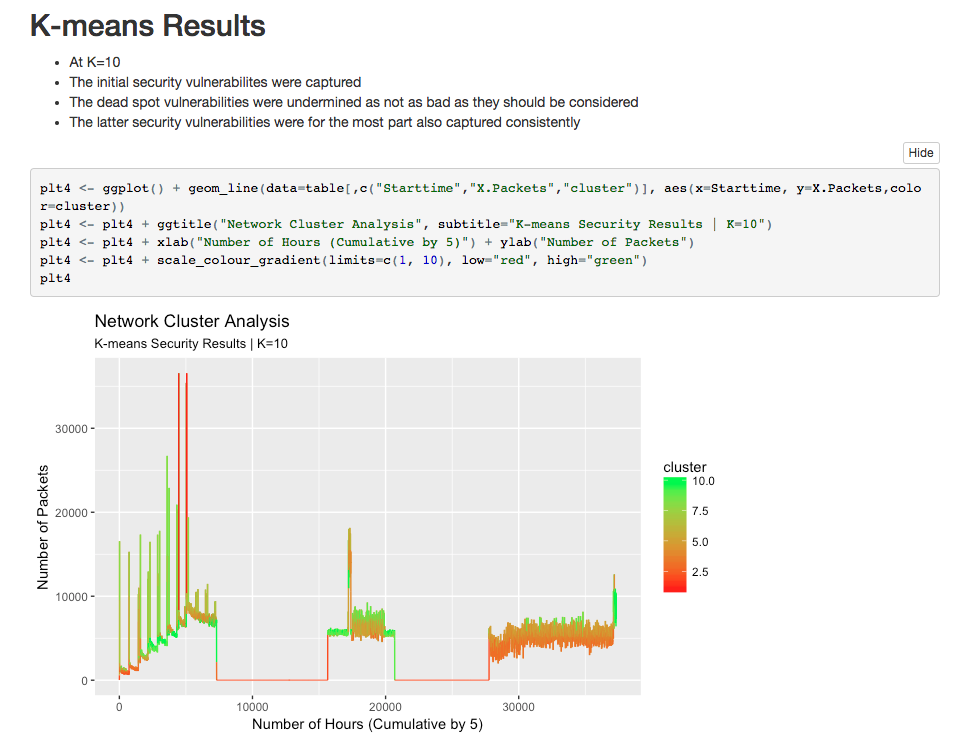 K-means Results
At K=10
The initial security vulnerabilites were captured
The dead spot vulnerabilities were undermined as not as bad as they should be considered
The latter security vulnerabilities were for the most part also captured consistently
Hide
plt4 <- ggplot() + geom_line(data=table[,c("Starttime","X.Packets","cluster")], aes(x=Starttime, y=X.Packets,colo
r=cluster))
plt4 <- plt4 + ggtitle("Network Cluster Analysis", subtitle="K-means Security Results | K=10")
plt4 <- plt4 + xlab("Number of Hours (Cumulative by 5)") + ylab("Number of Packets")
plt4 <- plt4 + scale_colour_gradient(limits=c(1, 10), low="red", high="green")
plt4
Network Cluster Analysis
K-means Security Results | K=10
30000
20000
10000
0
Number of Packets
0 10000 20000 30000
Number of Hours (Cumulative by 5)
cluster
10.0
7.5
5.0
2.5